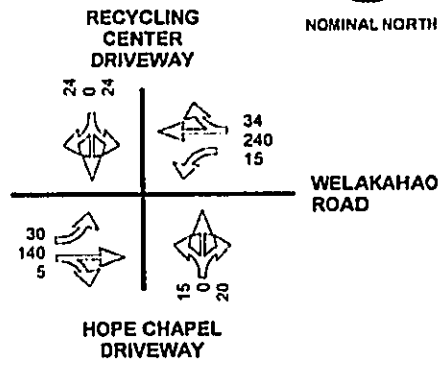 RECYCLING
CENTER
DRIVEWAY
NOMINAL NORTH
24
0
24
34
240
15
WELAKAHAO
ROAD
30
140
5
15
0
20
HOPE CHAPEL
DRIVEWAY